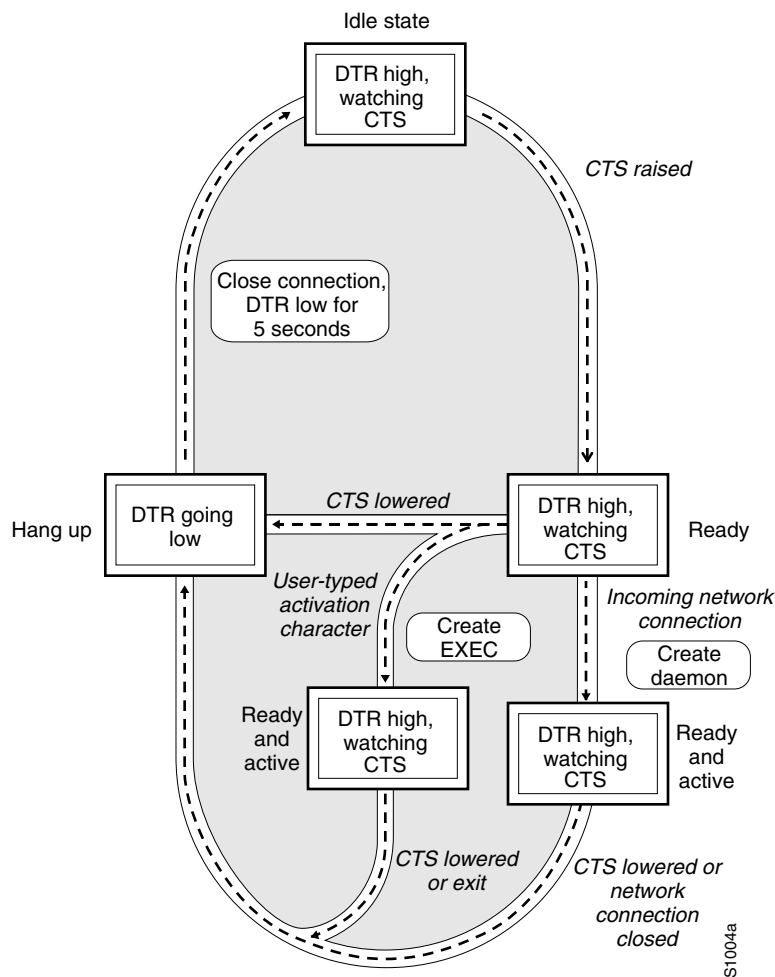 Idle state
DTR high,
watching
CTS
CTS raised
Close connection,
DTR low for
5 seconds
Hang up
DTR going
low
CTS lowered
DTR high,
watching
CTS
Ready
User-typed
activation
character
Create
EXEC
Incoming network
connection
Create
daemon
Ready
and
active
DTR high,
watching
CTS
DTR high,
watching
CTS
Ready
and
active
CTS lowered
or exit
CTS lowered or
network
connection
closed
S1004a